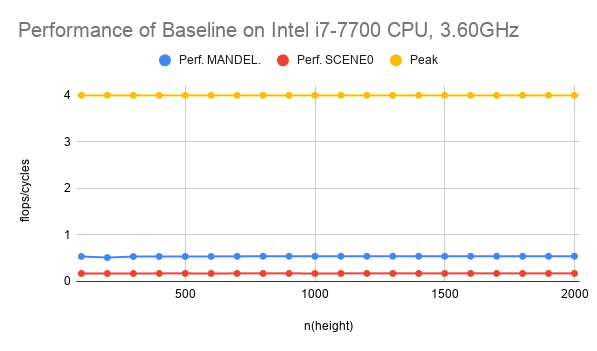 Performance of Baseline on Intel i7-7700 CPU, 3.60GHz
Perf. MANDEL. Perf. SCENE0 Peak
4
3
2
1
0
flops/cycles
500 1000 1500 2000
n(height)